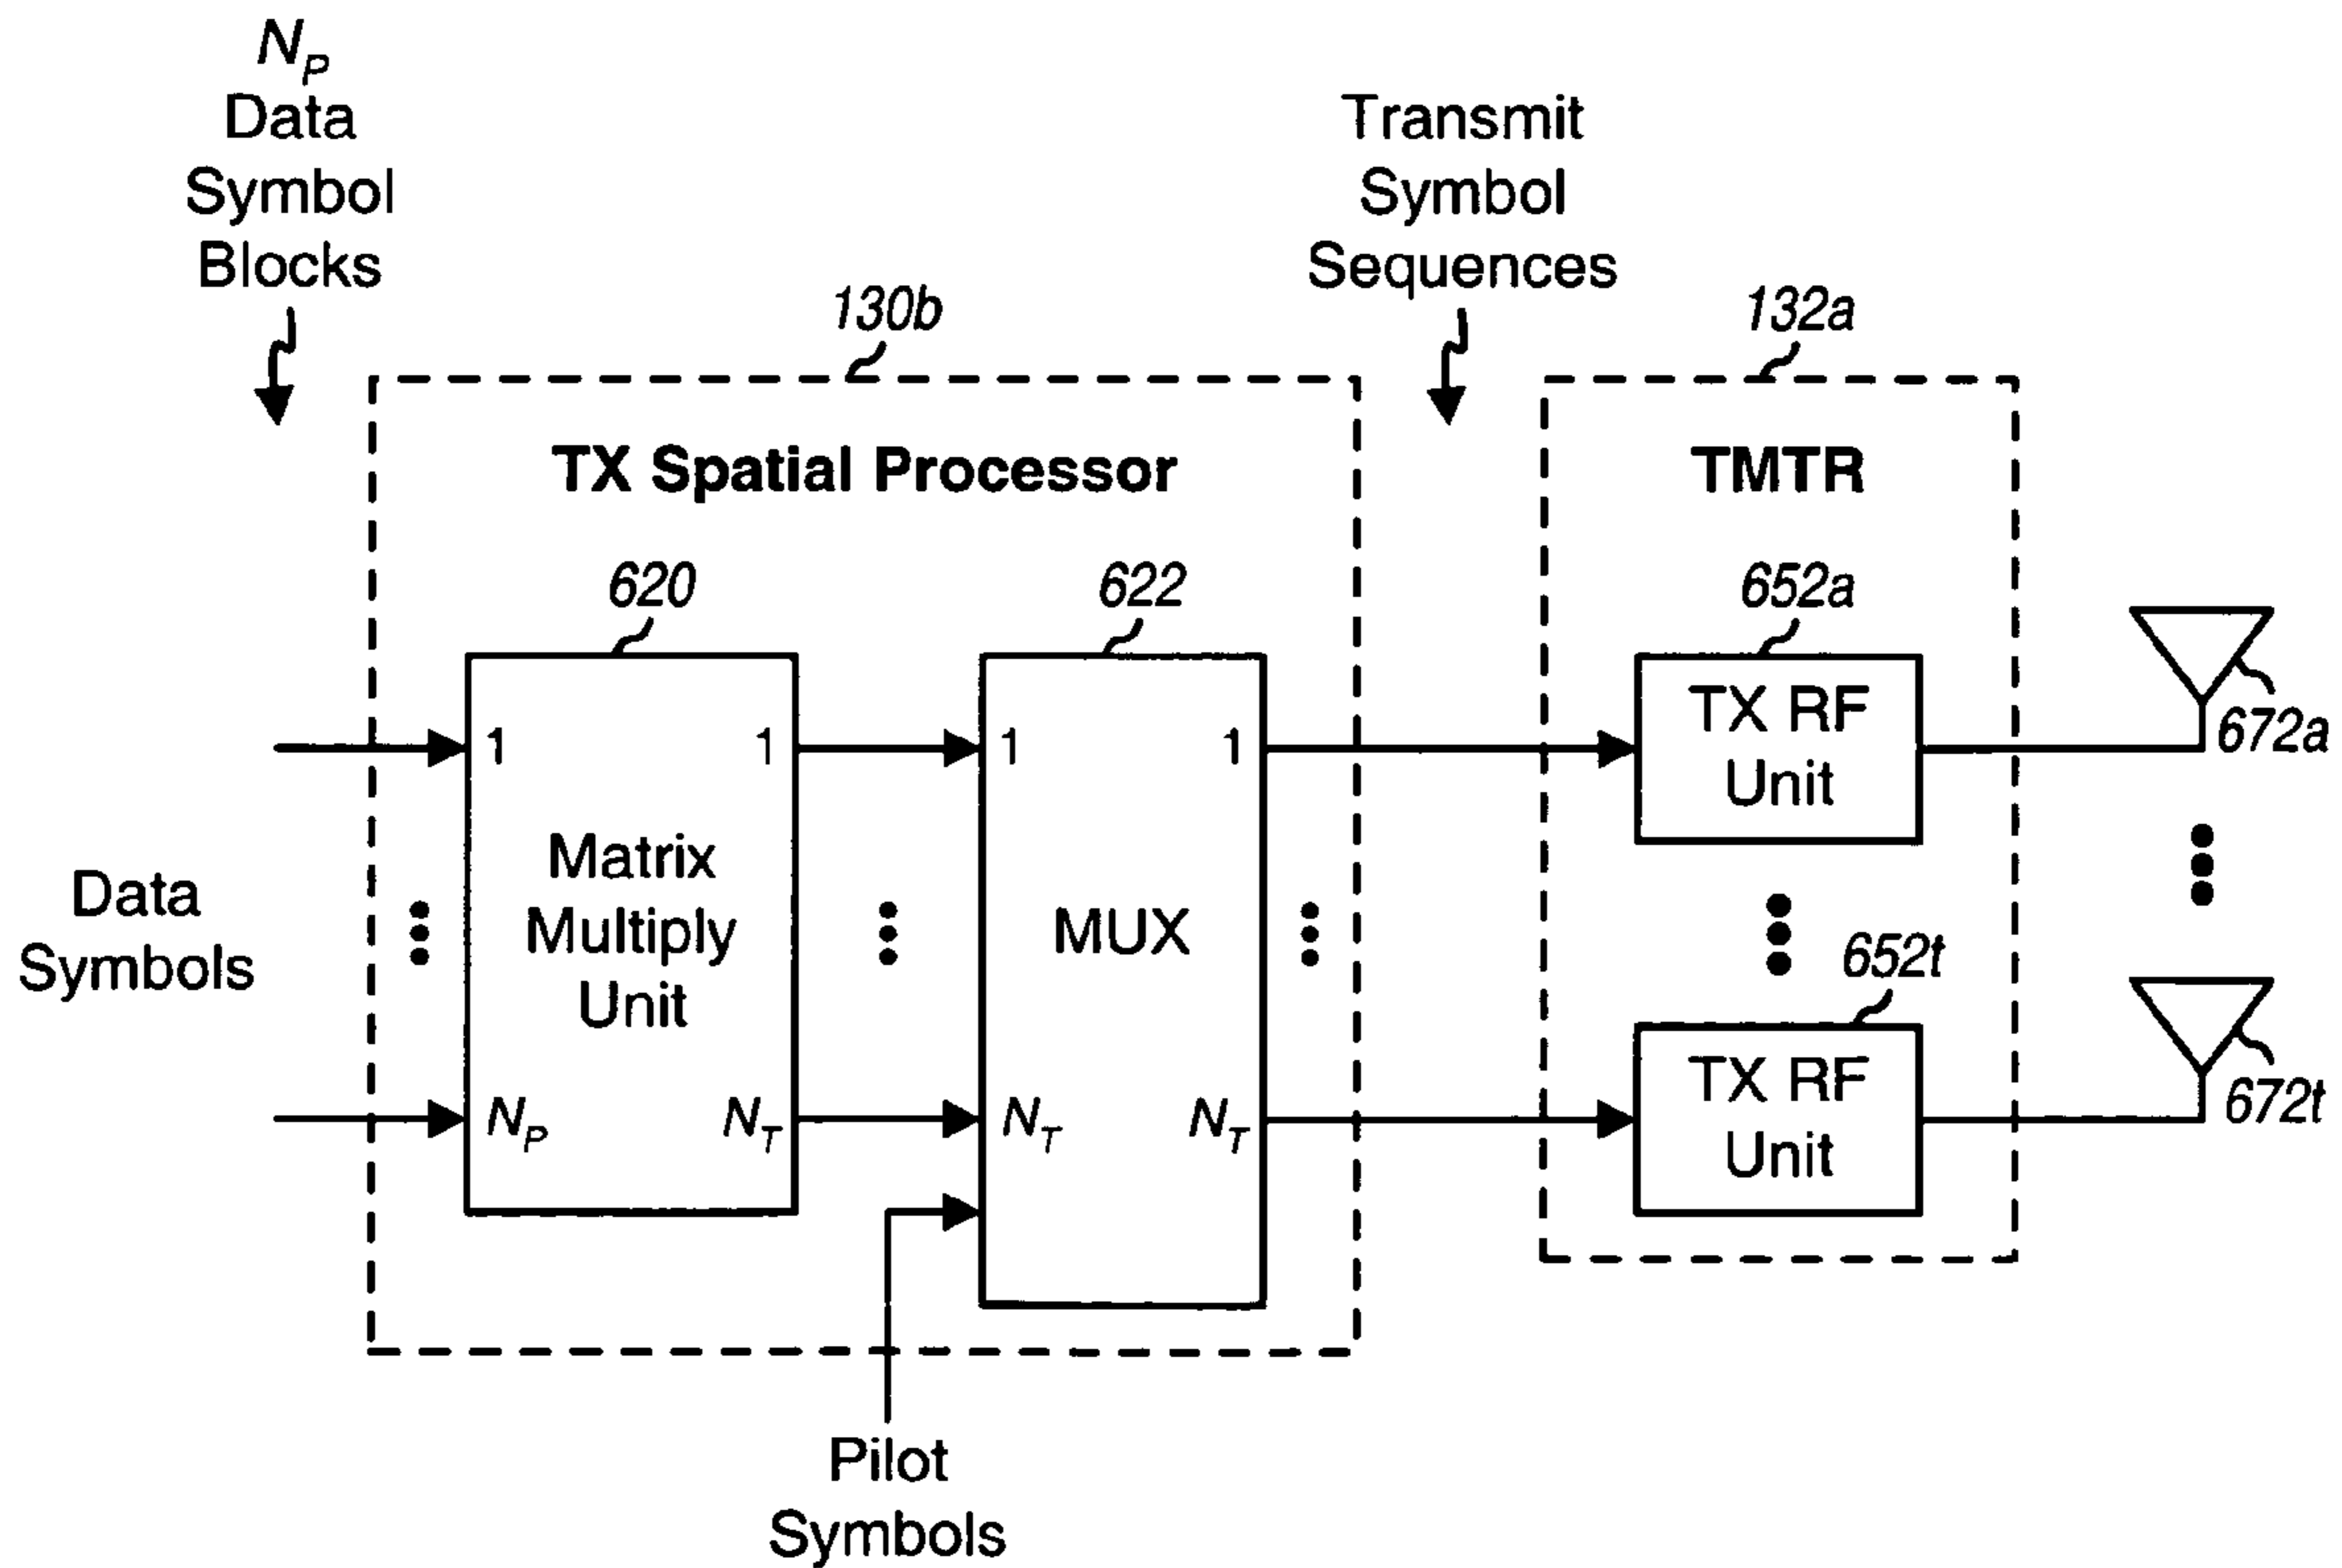 N_P
Data
Symbol
Blocks
Transmit
Symbol
Sequences
130b
132a
TX Spatial Processor
TMTR
620
622
652a
1
1
1
1
TX RF
Unit
672a
Data
Symbols
Matrix
Multiply
Unit
MUX
652t
N_P
N_T
N_T
N_T
TX RF
Unit
672t
Pilot
Symbols